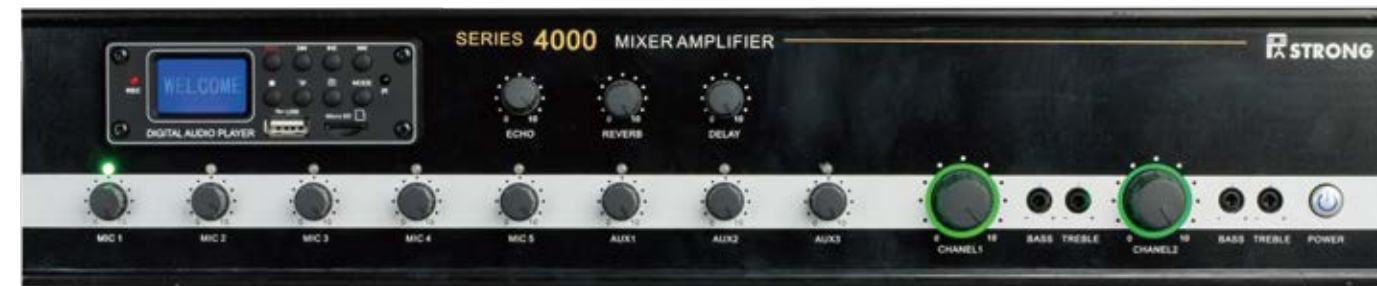 SERIES 4000 MIXER AMPLIFIER
PA STRONG
REC
WELCOME
MODE
DIGITAL AUDIO PLAYER
Micro SD
0 10
ECHO
0 10
REVERB
0 10
DELAY
MIC 1
MIC 2
MIC 3
MIC 4
MIC 5
AUX1
AUX2
AUX3
0 10
CHANEL1
BASS TREBLE
0 10
CHANEL2
BASS TREBLE
POWER